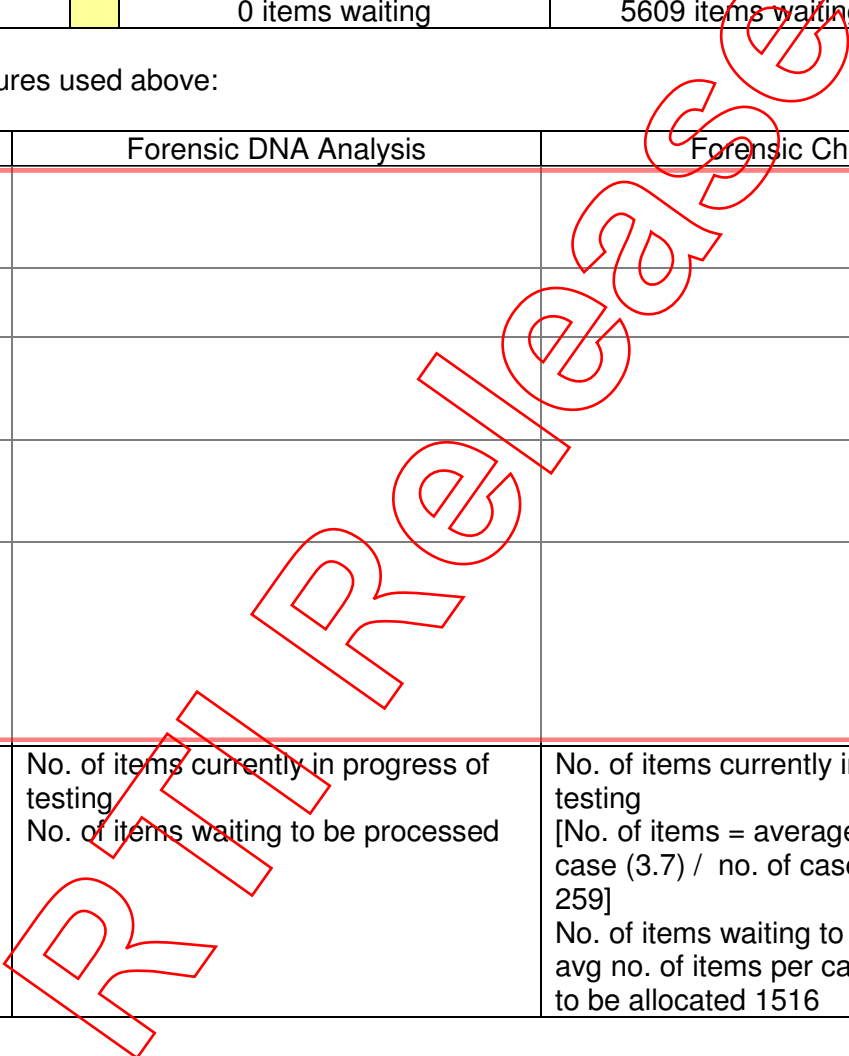 0 items waiting
5609 items waiting
ures used above:
Forensic DNA Analysis
Forensic Ch
No. of items currently in progress of
testing
No. of items waiting to be processed
No. of items currently i
testing
[No. of items = average
case (3.7) / no. of case
259]
No. of items waiting to
avg no. of items per ca
to be allocated 1516
RTI Release